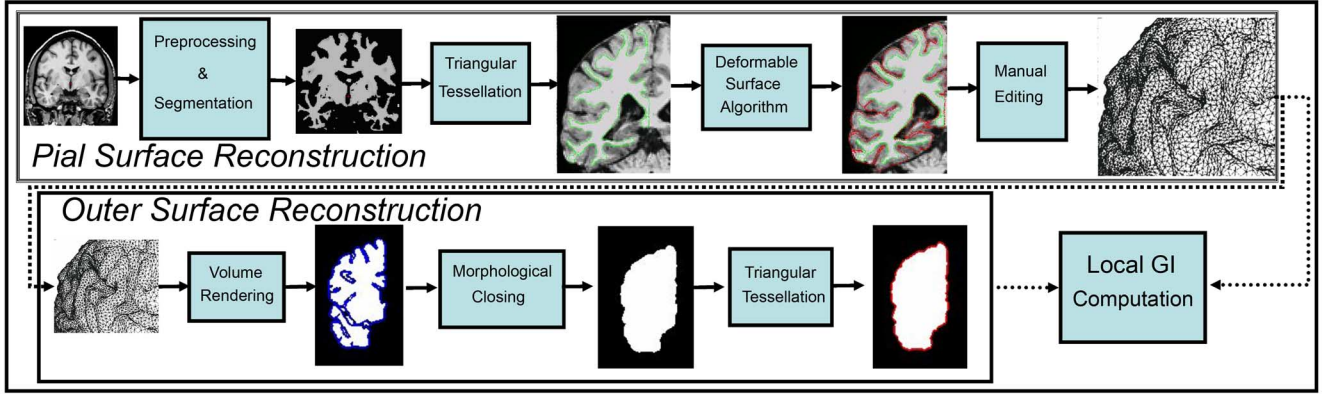 Preprocessing
&
Segmentation
Triangular
Tessellation
Deformable
Surface
Algorithm
Manual
Editing
Pial Surface Reconstruction
Outer Surface Reconstruction
Volume
Rendering
Morphological
Closing
Triangular
Tessellation
Local GI
Computation